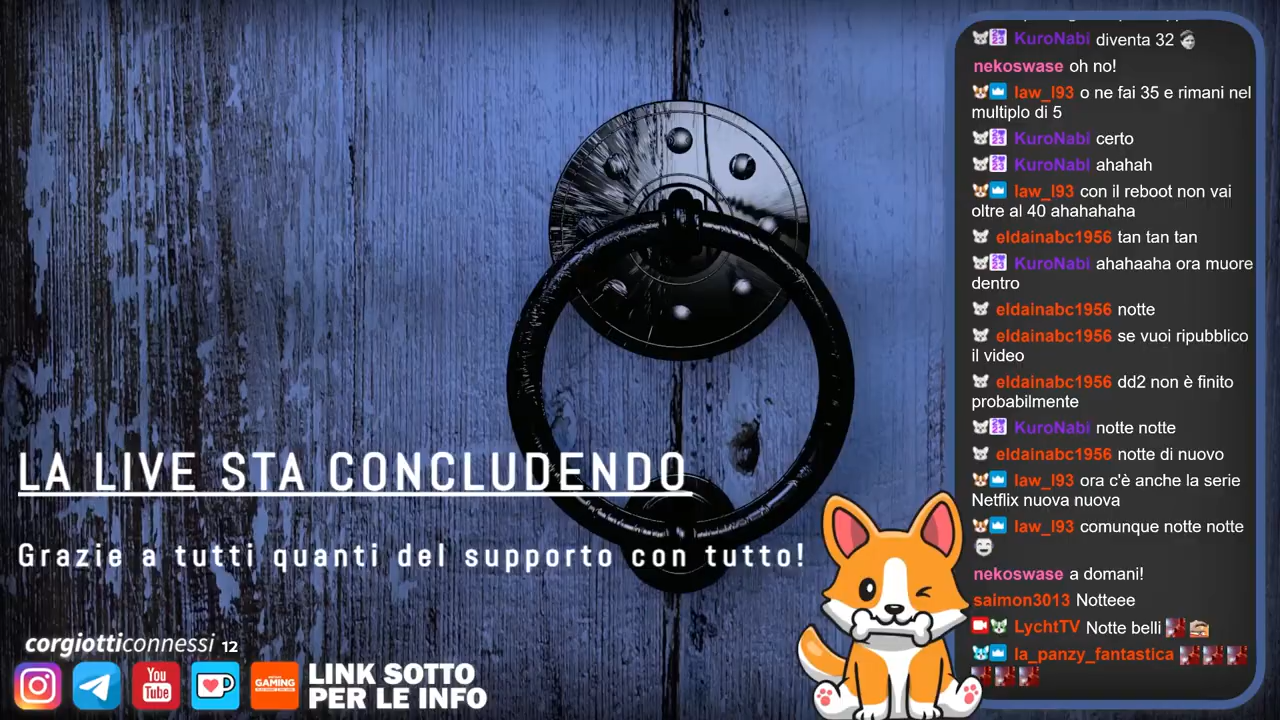 LA LIVE STA CONCLUDENDO
Grazie a tutti quanti del supporto con tutto!
corgiotticonnessi 12
You
Tube
GAMING
LINK SOTTO
PER LE INFO
KuroNabi diventa 32
nekoswase oh no!
law_l93 o ne fai 35 e rimani nel
multiplo di 5
KuroNabi certo
KuroNabi ahahah
law_l93 con il reboot non vai
oltre al 40 ahahahaha
eldainabc1956 tan tan tan
KuroNabi ahahaaha ora muore
dentro
eldainabc1956 notte
eldainabc1956 se vuoi ripubblico
il video
eldainabc1956 dd2 non è finito
probabilmente
KuroNabi notte notte
eldainabc1956 notte di nuovo
law_l93 ora c'è anche la serie
Netflix nuova nuova
law_l93 comunque notte notte
nekoswase a domani!
saimon3013 Notteee
LychtTV Notte belli
la_panzy_fantastica